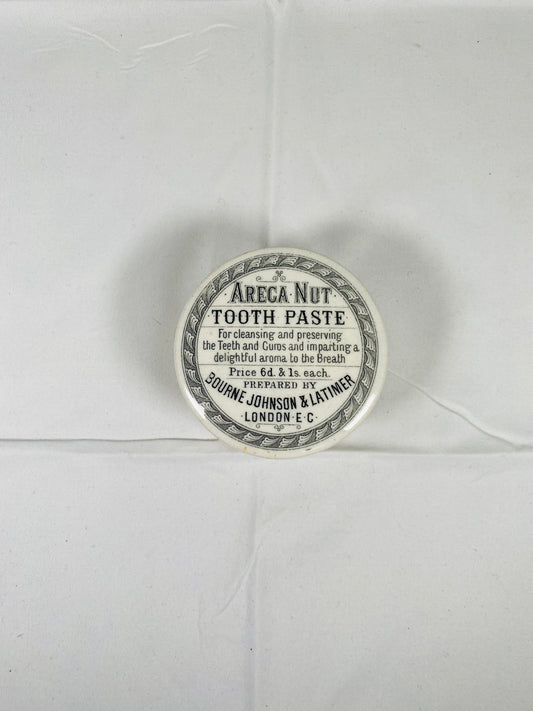 ARECA·NUT
TOOTH PASTE
For cleansing and preserving
the Teeth and Gums and imparting a
delightful aroma to the Breath
Price 6d. & 1s. each.
PREPARED BY
BOURNE JOHNSON & LATIMER
·LONDON·E·C·